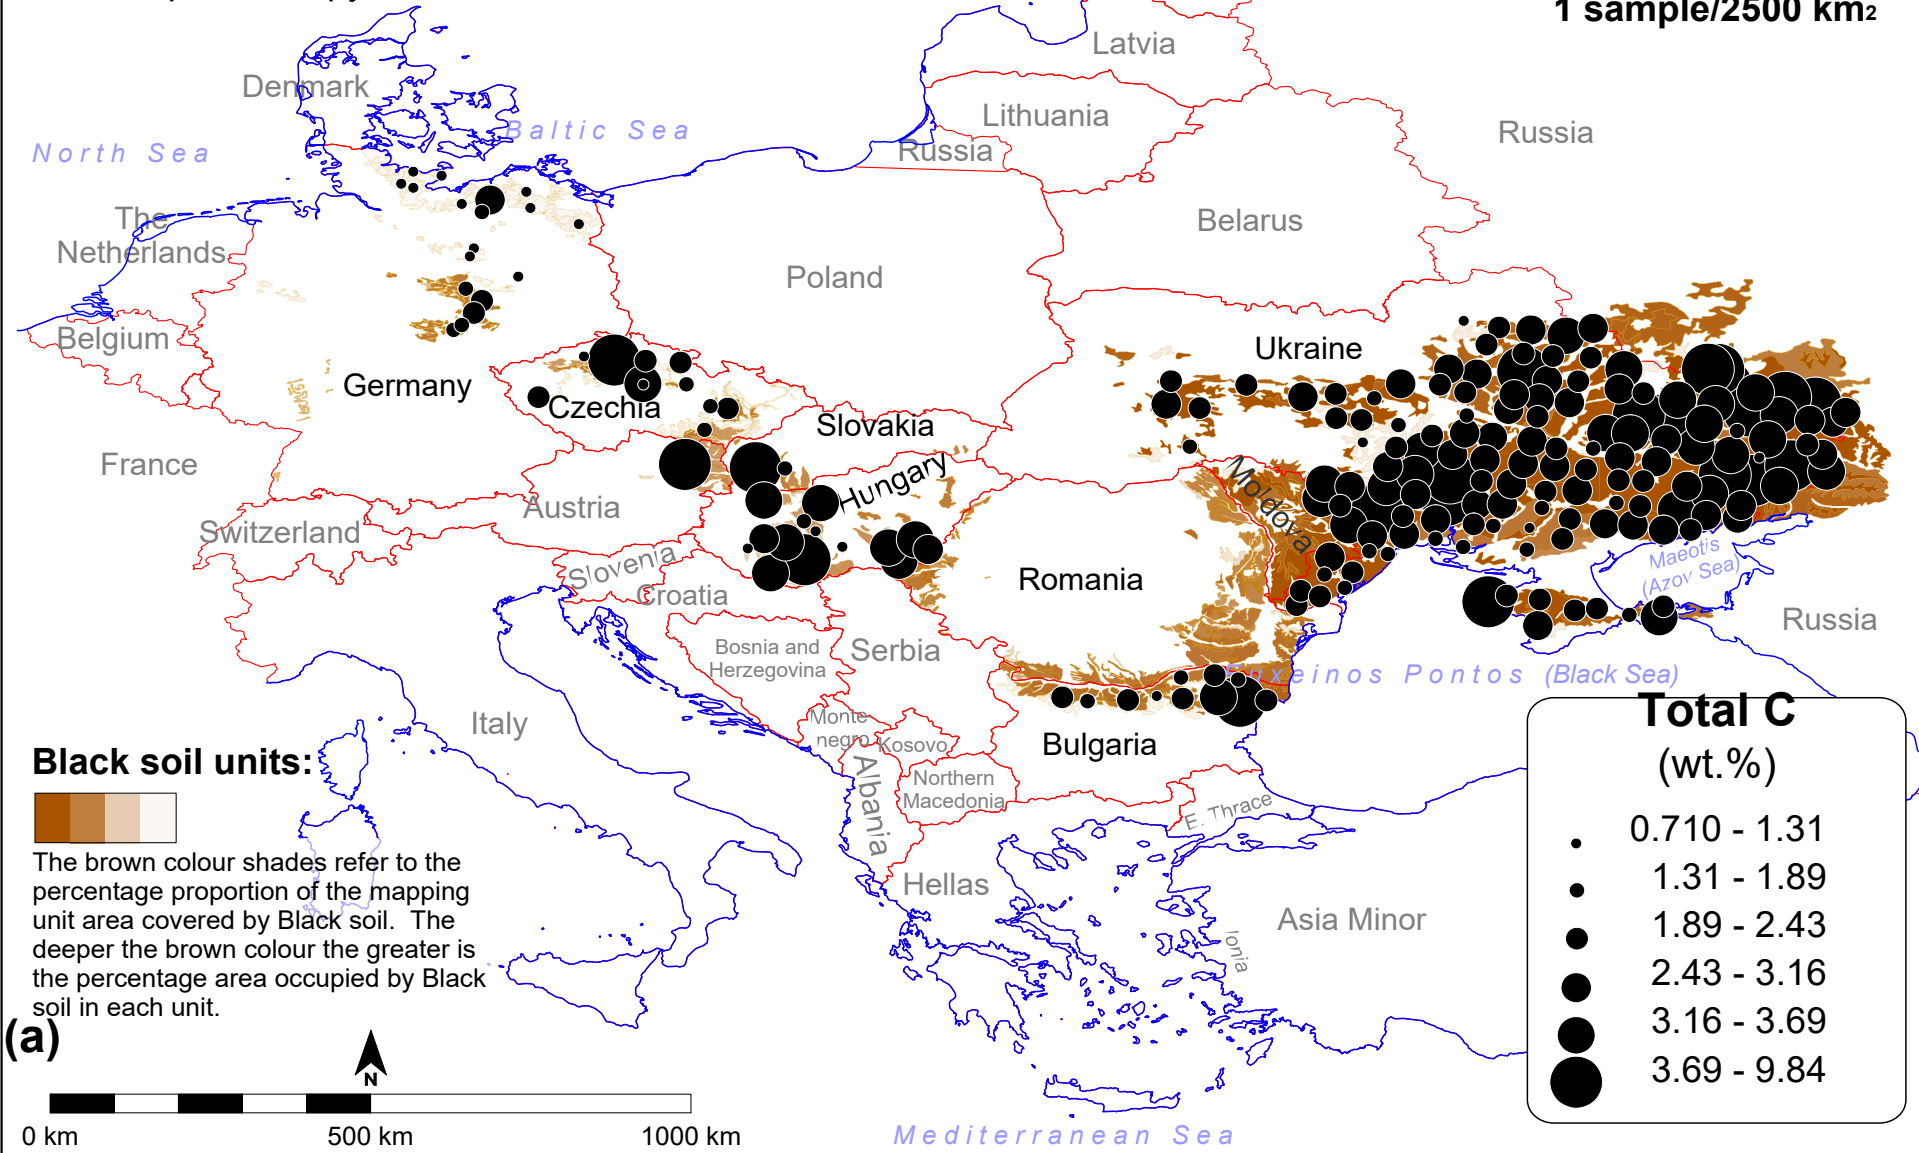 1 sample/2500 km2
Latvia
Denmark
Lithuania
Baltic Sea
Russia
North Sea
Russia
The
Netherlands
Belarus
Poland
Belgium
Ukraine
Germany
Czechia
Slovakia
France
Hungary
Moldova
Austria
Switzerland
Slovenia
Maeotis
(Azov Sea)
Romania
Croatia
Russia
Bosnia and
Herzegovina
Serbia
Euxeinos Pontos (Black Sea)
Italy
Monte-
negro
Kosovo
Bulgaria
Albania
Northern
Macedonia
E. Thrace
Hellas
Asia Minor
Ionia
Mediterranean Sea
Black soil units:
The brown colour shades refer to the
percentage proportion of the mapping
unit area covered by Black soil. The
deeper the brown colour the greater is
the percentage area occupied by Black
soil in each unit.
(a)
N
0 km
500 km
1000 km
Total C
(wt.%)
0.710 - 1.31
1.31 - 1.89
1.89 - 2.43
2.43 - 3.16
3.16 - 3.69
3.69 - 9.84